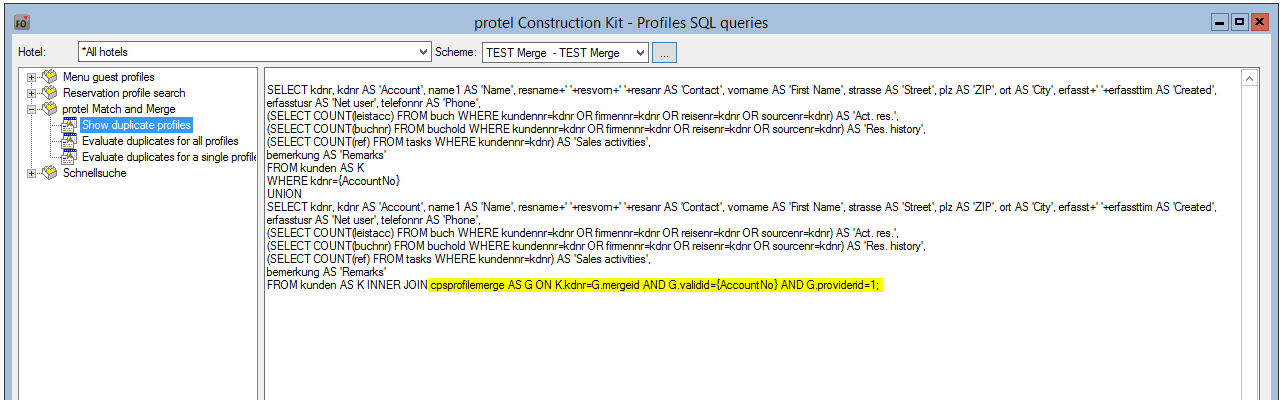 FO
protel Construction Kit - Profiles SQL queries
Hotel:
*All hotels
Scheme:
TEST Merge - TEST Merge
...
Menu guest profiles
Reservation profile search
protel Match and Merge
Show duplicate profiles
Evaluate duplicates for all profiles
Evaluate duplicates for a single profile
Schnellsuche
SELECT kdnr, kdnr AS 'Account', name1 AS 'Name', resname+' '+resvorn+' '+resanr AS 'Contact', vorname AS 'First Name', strasse AS 'Street', plz AS 'ZIP', ort AS 'City', erfasst+' '+erfassttim AS 'Created',
erfasstusr AS 'Net user', telefonnr AS 'Phone',
(SELECT COUNT(leistacc) FROM buch WHERE kundennr=kdnr OR firmennr=kdnr OR reisenr=kdnr OR sourcenr=kdnr) AS 'Act. res.',
(SELECT COUNT(buchnr) FROM buchold WHERE kundennr=kdnr OR firmennr=kdnr OR reisenr=kdnr OR sourcenr=kdnr) AS 'Res. history',
(SELECT COUNT(ref) FROM tasks WHERE kundennr=kdnr) AS 'Sales activities',
bemerkung AS 'Remarks'
FROM kunden AS K
WHERE kdnr={AccountNo}
UNION
SELECT kdnr, kdnr AS 'Account', name1 AS 'Name', resname+' '+resvorn+' '+resanr AS 'Contact', vorname AS 'First Name', strasse AS 'Street', plz AS 'ZIP', ort AS 'City', erfasst+' '+erfassttim AS 'Created',
erfasstusr AS 'Net user', telefonnr AS 'Phone',
(SELECT COUNT(leistacc) FROM buch WHERE kundennr=kdnr OR firmennr=kdnr OR reisenr=kdnr OR sourcenr=kdnr) AS 'Act. res.',
(SELECT COUNT(buchnr) FROM buchold WHERE kundennr=kdnr OR firmennr=kdnr OR reisenr=kdnr OR sourcenr=kdnr) AS 'Res. history',
(SELECT COUNT(ref) FROM tasks WHERE kundennr=kdnr) AS 'Sales activities',
bemerkung AS 'Remarks'
FROM kunden AS K INNER JOIN cpsprofilemerge AS G ON K.kdnr=G.mergeid AND G.validid={AccountNo} AND G.providerid=1;